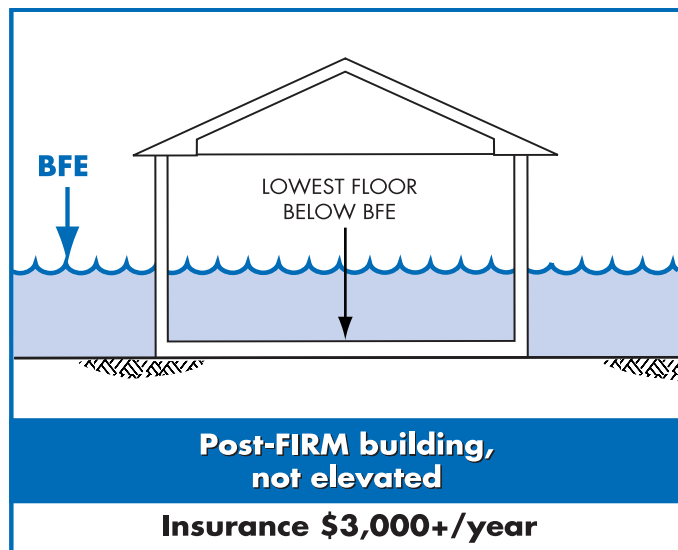 BFE
LOWEST FLOOR
BELOW BFE
Post-FIRM building,
not elevated
Insurance $3,000+/year